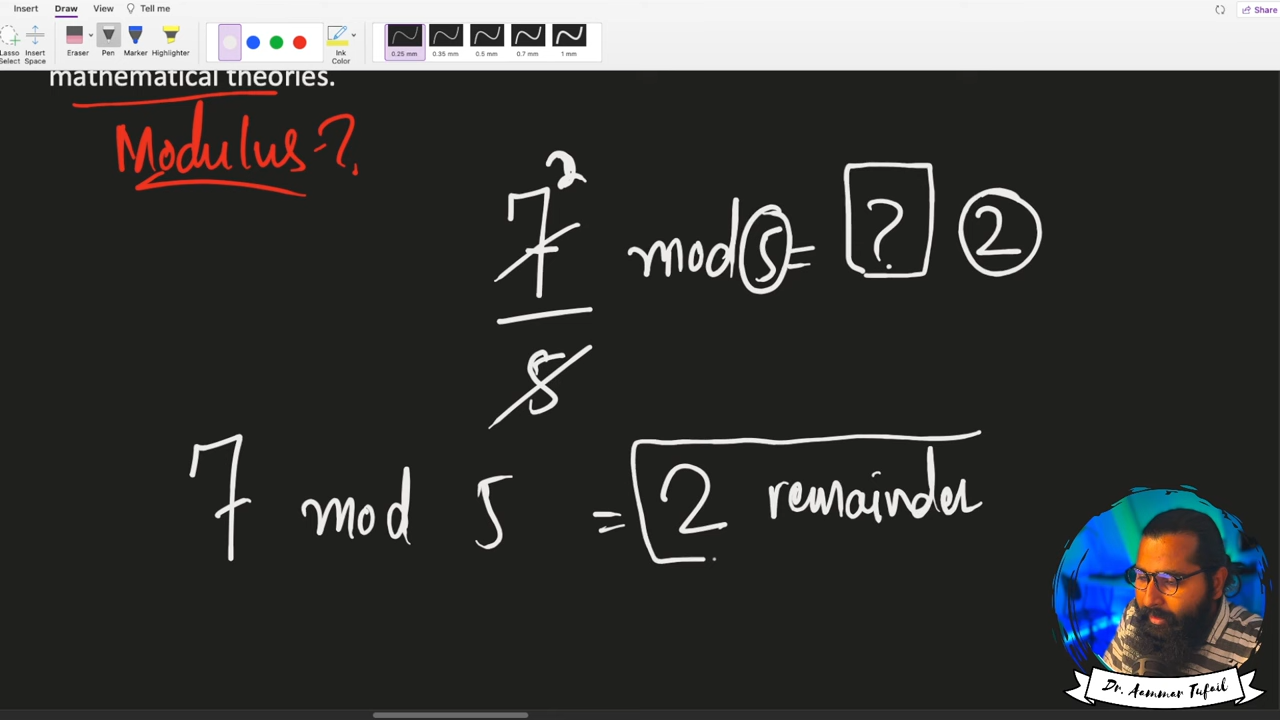 Insert Draw View Tell me Share
Lasso Select Insert Space Eraser Pen Marker Highlighter Ink Color 0.25 mm 0.35 mm 0.5 mm 0.7 mm 1 mm
mathematical theories.
Modulus - ?
7 2 mod 5 = ? 2
5
7 mod 5 = 2 remainder
Dr. Aammar Tufail